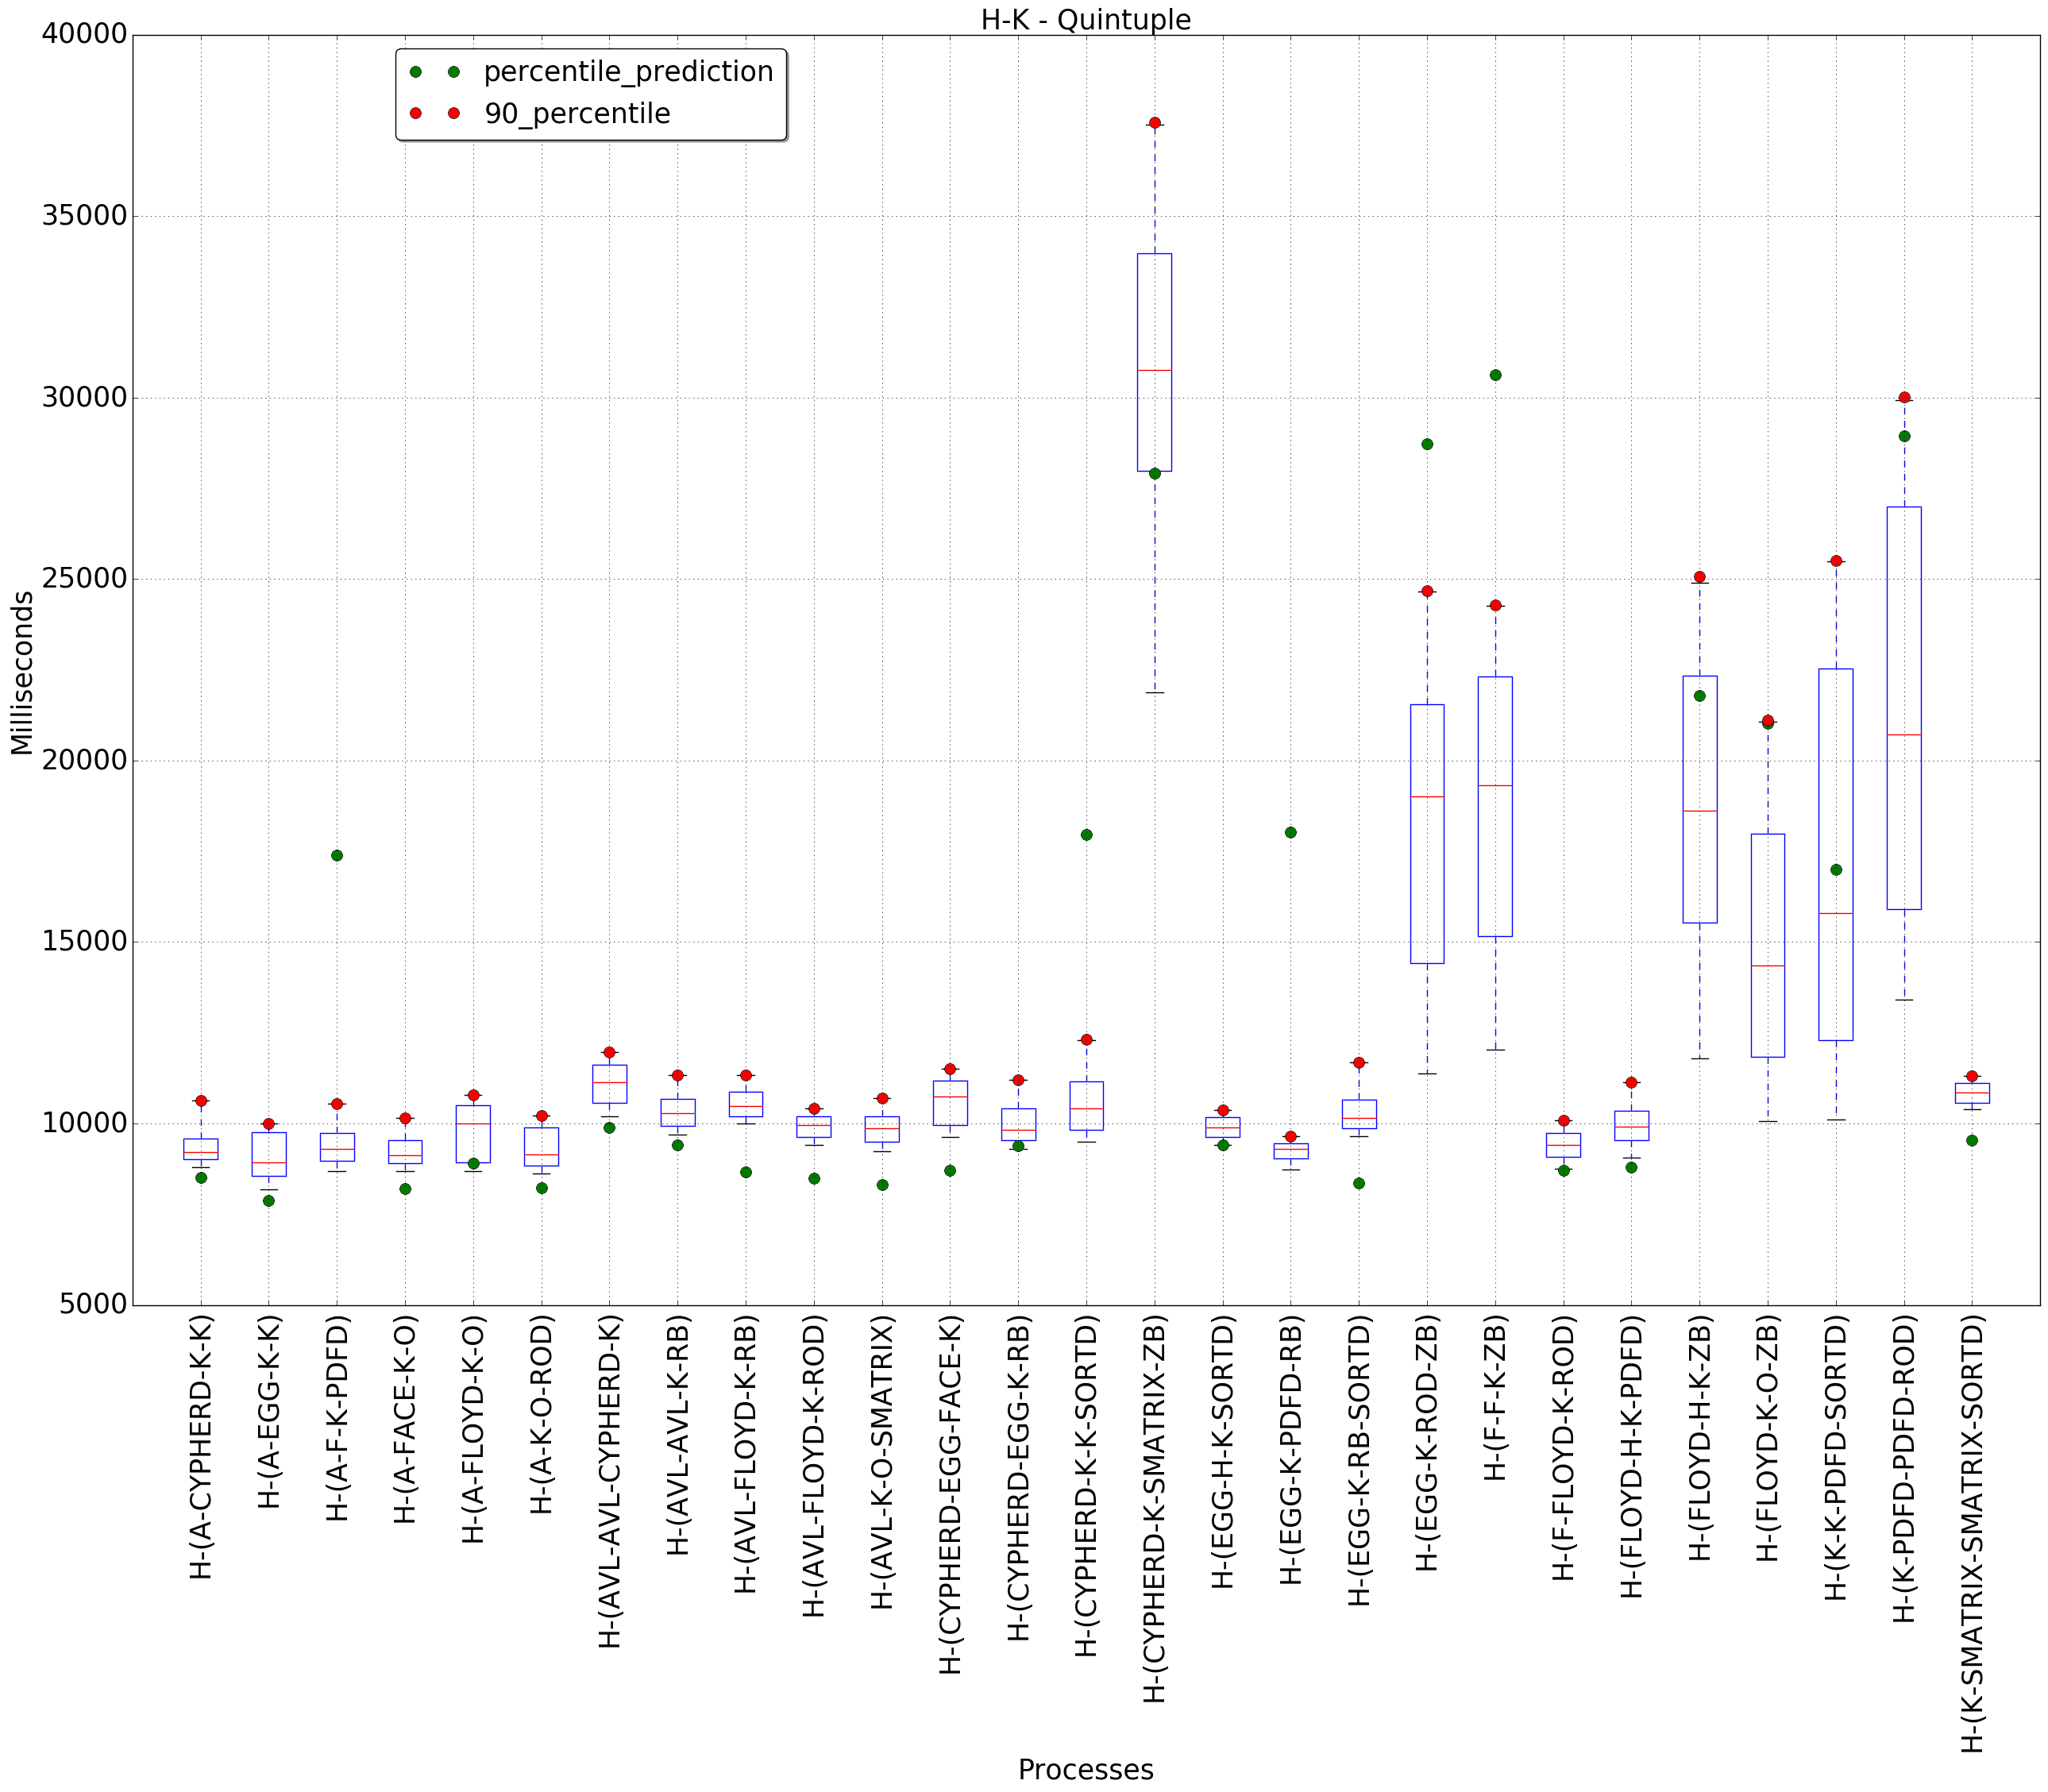 H-K - Quintuple
percentile_prediction
90_percentile
40000
35000
30000
25000
20000
15000
10000
5000
Milliseconds
H-(A-CYPHERD-K-K)
H-(A-EGG-K-K)
H-(A-F-K-PDFD)
H-(A-FACE-K-O)
H-(A-FLOYD-K-O)
H-(A-K-O-ROD)
H-(AVL-AVL-CYPHERD-K)
H-(AVL-AVL-K-RB)
H-(AVL-FLOYD-K-RB)
H-(AVL-FLOYD-K-ROD)
H-(AVL-K-O-SMATRIX)
H-(CYPHERD-EGG-FACE-K)
H-(CYPHERD-EGG-K-RB)
H-(CYPHERD-K-K-SORTD)
H-(CYPHERD-K-SMATRIX-ZB)
H-(EGG-H-K-SORTD)
H-(EGG-K-PDFD-RB)
H-(EGG-K-RB-SORTD)
H-(EGG-K-ROD-ZB)
H-(F-F-K-ZB)
H-(F-FLOYD-K-ROD)
H-(FLOYD-H-K-PDFD)
H-(FLOYD-H-K-ZB)
H-(FLOYD-K-O-ZB)
H-(K-K-PDFD-SORTD)
H-(K-PDFD-PDFD-ROD)
H-(K-SMATRIX-SMATRIX-SORTD)
Processes